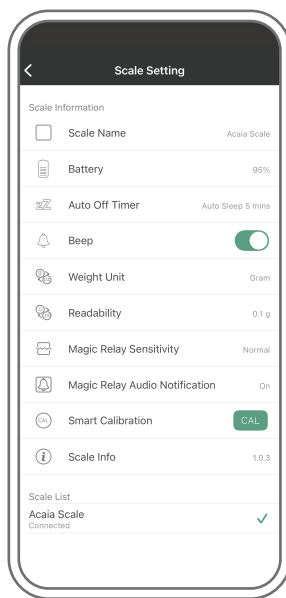 Scale Setting
Scale Information
Scale Name Acaia Scale
Battery 95%
zZ Auto Off Timer Auto Sleep 5 mins
Beep
Weight Unit Gram
Readability 0.1 g
Magic Relay Sensitivity Normal
Magic Relay Audio Notification On
CAL Smart Calibration CAL
i Scale Info 1.0.3
Scale List
Acaia Scale
Connected